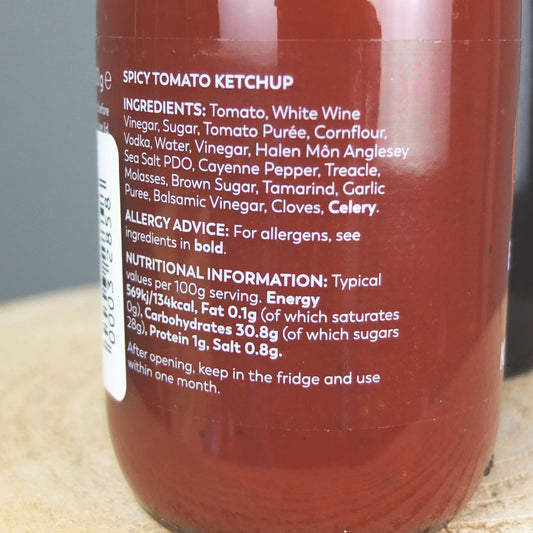 g e
SPICY TOMATO KETCHUP
INGREDIENTS: Tomato, White Wine
Vinegar, Sugar, Tomato Purée, Cornflour,
Vodka, Water, Vinegar, Halen Môn Anglesey
Sea Salt PDO, Cayenne Pepper, Treacle,
Molasses, Brown Sugar, Tamarind, Garlic
Puree, Balsamic Vinegar, Cloves, Celery.
ALLERGY ADVICE: For allergens, see
ingredients in bold.
NUTRITIONAL INFORMATION: Typical
values per 100g serving. Energy
569kj/134kcal, Fat 0.1g (of which saturates
0g), Carbohydrates 30.8g (of which sugars
28g), Protein 1g, Salt 0.8g.
After opening, keep in the fridge and use
within one month.